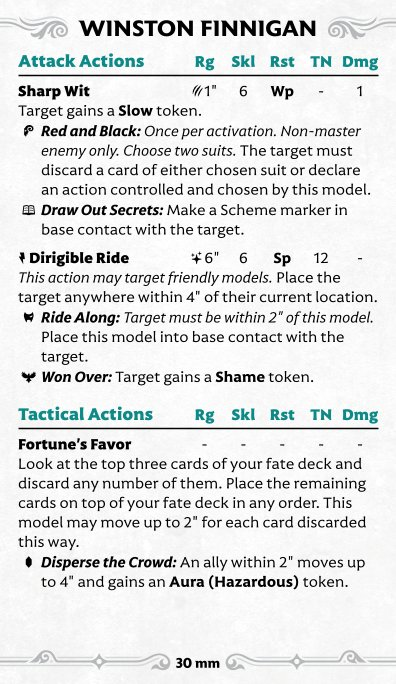 WINSTON FINNIGAN
Attack Actions Rg Skl Rst TN Dmg
Sharp Wit 1" 6 Wp - 1
Target gains a Slow token.
Red and Black: Once per activation. Non-master
enemy only. Choose two suits. The target must
discard a card of either chosen suit or declare
an action controlled and chosen by this model.
Draw Out Secrets: Make a Scheme marker in
base contact with the target.
Dirigible Ride 6" 6 Sp 12 -
This action may target friendly models. Place the
target anywhere within 4" of their current location.
Ride Along: Target must be within 2" of this model.
Place this model into base contact with the
target.
Won Over: Target gains a Shame token.
Tactical Actions Rg Skl Rst TN Dmg
Fortune's Favor - - - - -
Look at the top three cards of your fate deck and
discard any number of them. Place the remaining
cards on top of your fate deck in any order. This
model may move up to 2" for each card discarded
this way.
Disperse the Crowd: An ally within 2" moves up
to 4" and gains an Aura (Hazardous) token.
30 mm